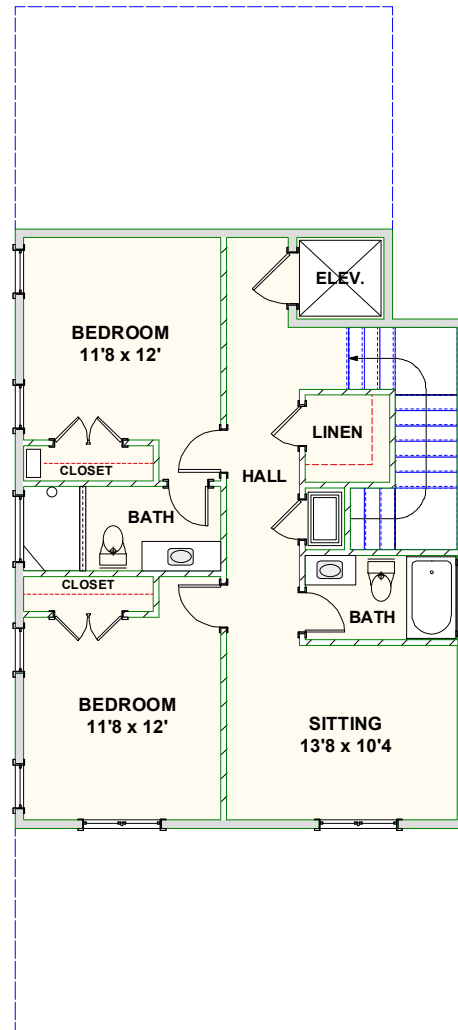 ELEV.
BEDROOM
11'8 x 12'
LINEN
CLOSET
HALL
BATH
CLOSET
BATH
BEDROOM
11'8 x 12'
SITTING
13'8 x 10'4